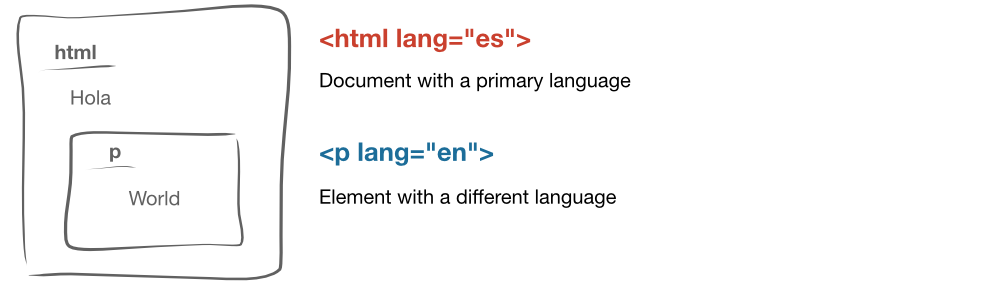 html
Hola
p
World
<html lang="es">
Document with a primary language
<p lang="en">
Element with a different language